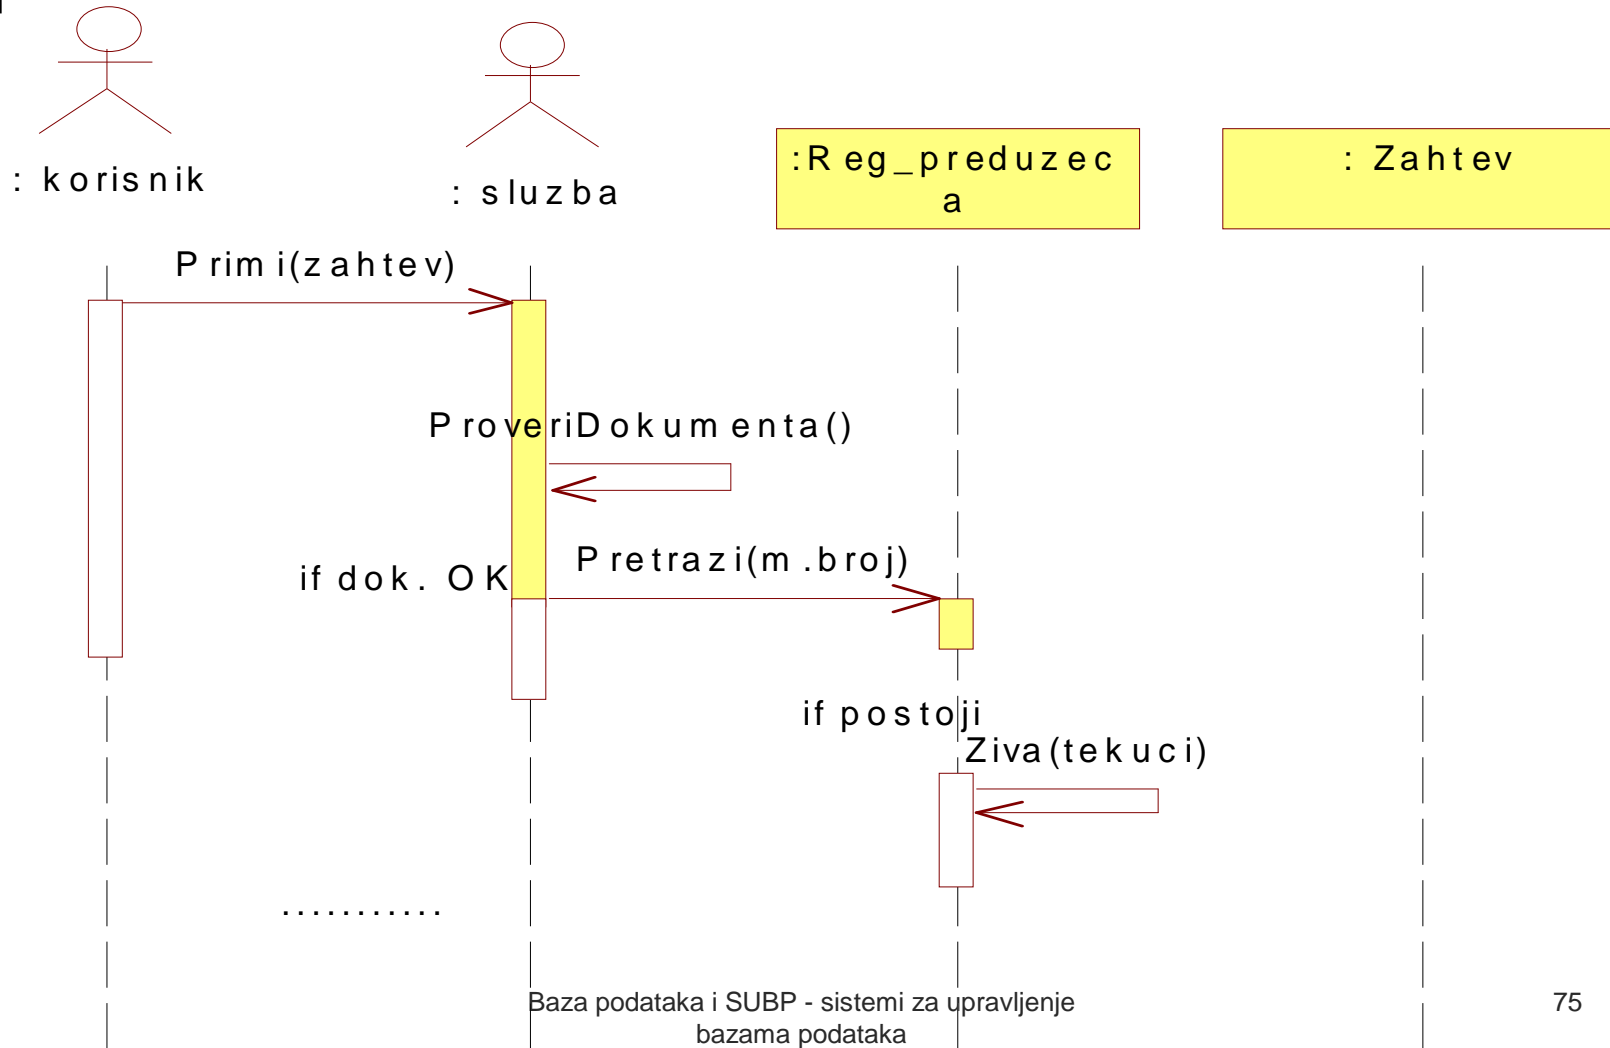 : korisnik
: sluzba
:Reg_preduzec
a
: Zahtev
Primi(zahtev)
ProveriDokumenta()
if dok. OK
Pretrazi(m.broj)
if postoji
Ziva(tekuci)
...........
Baza podataka i SUBP - sistemi za upravljenje
bazama podataka
75